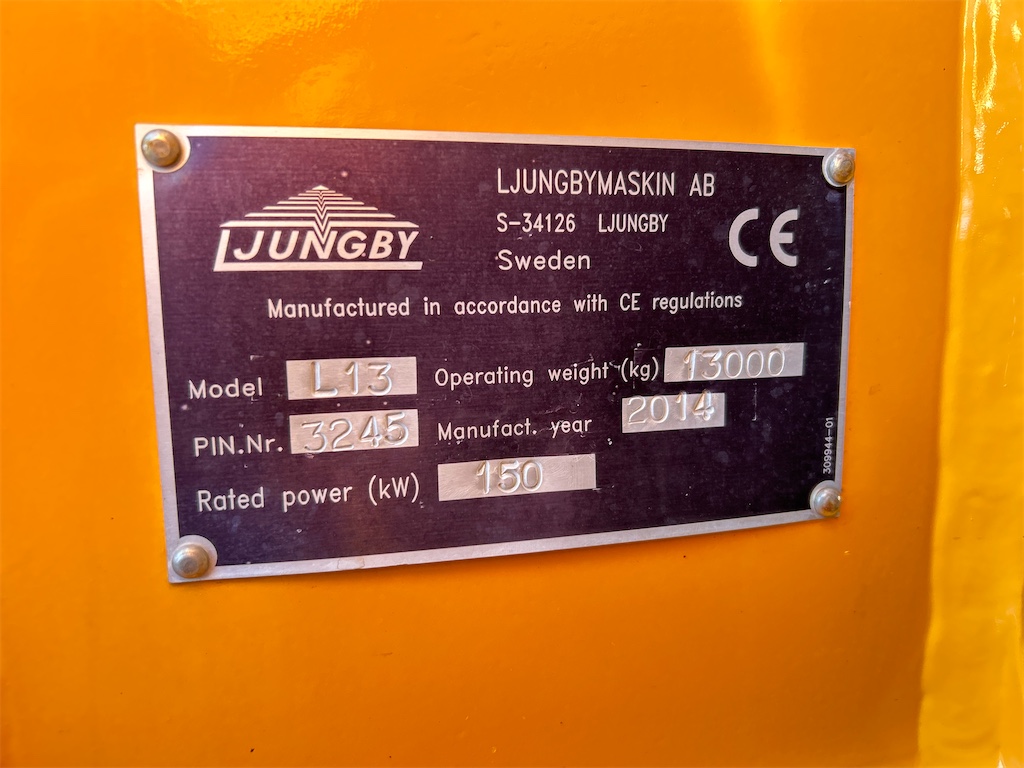 LJUNGBY
LJUNGBYMASKIN AB
S-34126 LJUNGBY
Sweden
CE
Manufactured in accordance with CE regulations
Model L13 Operating weight (kg) 13000
PIN.Nr. 3245 Manufact. year 2014
Rated power (kW) 150
309944-01